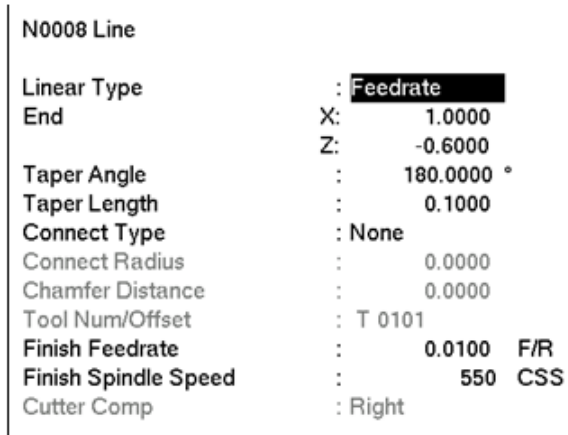 N0008 Line
Linear Type : Feedrate
End X: 1.0000
Z: -0.6000
Taper Angle : 180.0000 °
Taper Length : 0.1000
Connect Type : None
Connect Radius : 0.0000
Chamfer Distance : 0.0000
Tool Num/Offset : T 0101
Finish Feedrate : 0.0100 F/R
Finish Spindle Speed : 550 CSS
Cutter Comp : Right